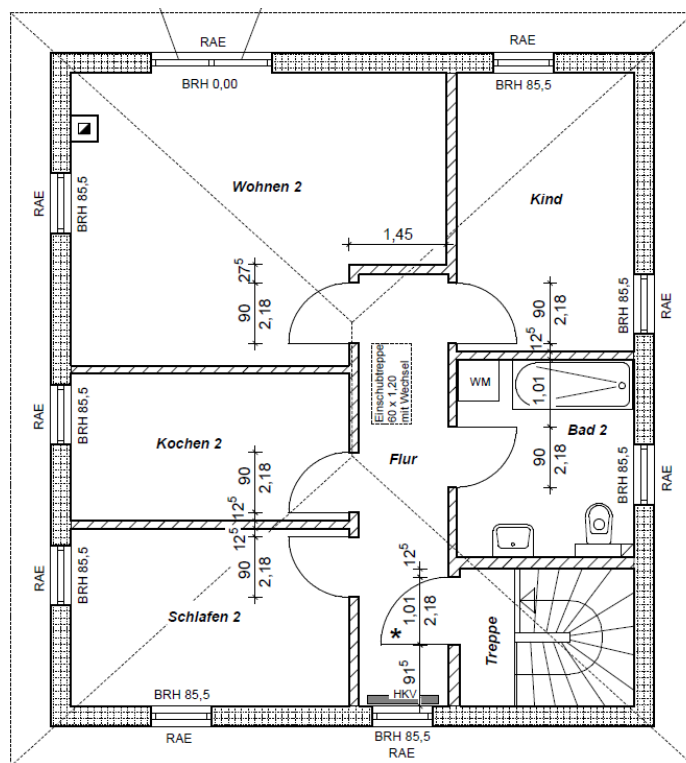 RAE
RAE
BRH 0,00
BRH 85,5
Wohnen 2
Kind
RAE
BRH 85,5
1,45
27⁵
90
2,18
90
2,18
12⁵
BRH 85,5
RAE
Einschubtreppe
60 x 1,20
mit Wechsel
WM
1,01
RAE
BRH 85,5
Kochen 2
Flur
Bad 2
90
2,18
12⁵
90
2,18
BRH 85,5
RAE
12⁵
90
2,18
12⁵
RAE
BRH 85,5
Schlafen 2
1,01
2,18
*
Treppe
91⁵
HKV
BRH 85,5
RAE
BRH 85,5
RAE